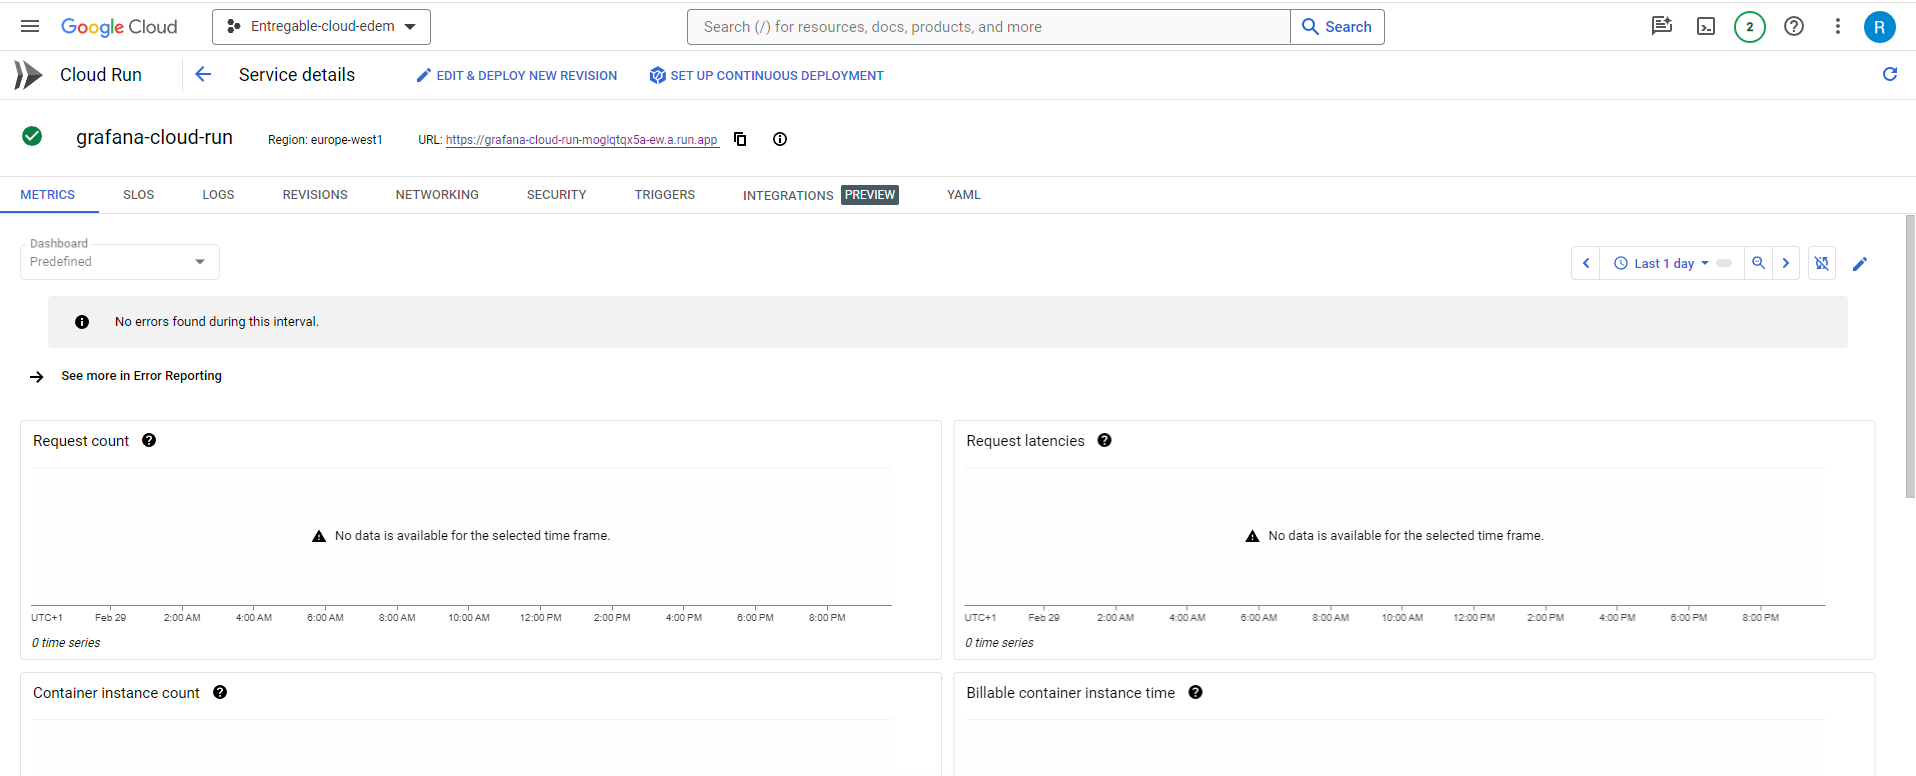 Google Cloud
Entregable-cloud-edem
Search (/) for resources, docs, products, and more
Search
2
R
Cloud Run
Service details
EDIT & DEPLOY NEW REVISION
SET UP CONTINUOUS DEPLOYMENT
grafana-cloud-run
Region: europe-west1
URL: https://grafana-cloud-run-moglqtqx5a-ew.a.run.app
METRICS
SLOS
LOGS
REVISIONS
NETWORKING
SECURITY
TRIGGERS
INTEGRATIONS PREVIEW
YAML
Dashboard
Predefined
Last 1 day
No errors found during this interval.
See more in Error Reporting
Request count
No data is available for the selected time frame.
UTC+1 Feb 29 2:00 AM 4:00 AM 6:00 AM 8:00 AM 10:00 AM 12:00 PM 2:00 PM 4:00 PM 6:00 PM 8:00 PM
0 time series
Request latencies
No data is available for the selected time frame.
UTC+1 Feb 29 2:00 AM 4:00 AM 6:00 AM 8:00 AM 10:00 AM 12:00 PM 2:00 PM 4:00 PM 6:00 PM 8:00 PM
0 time series
Container instance count
Billable container instance time